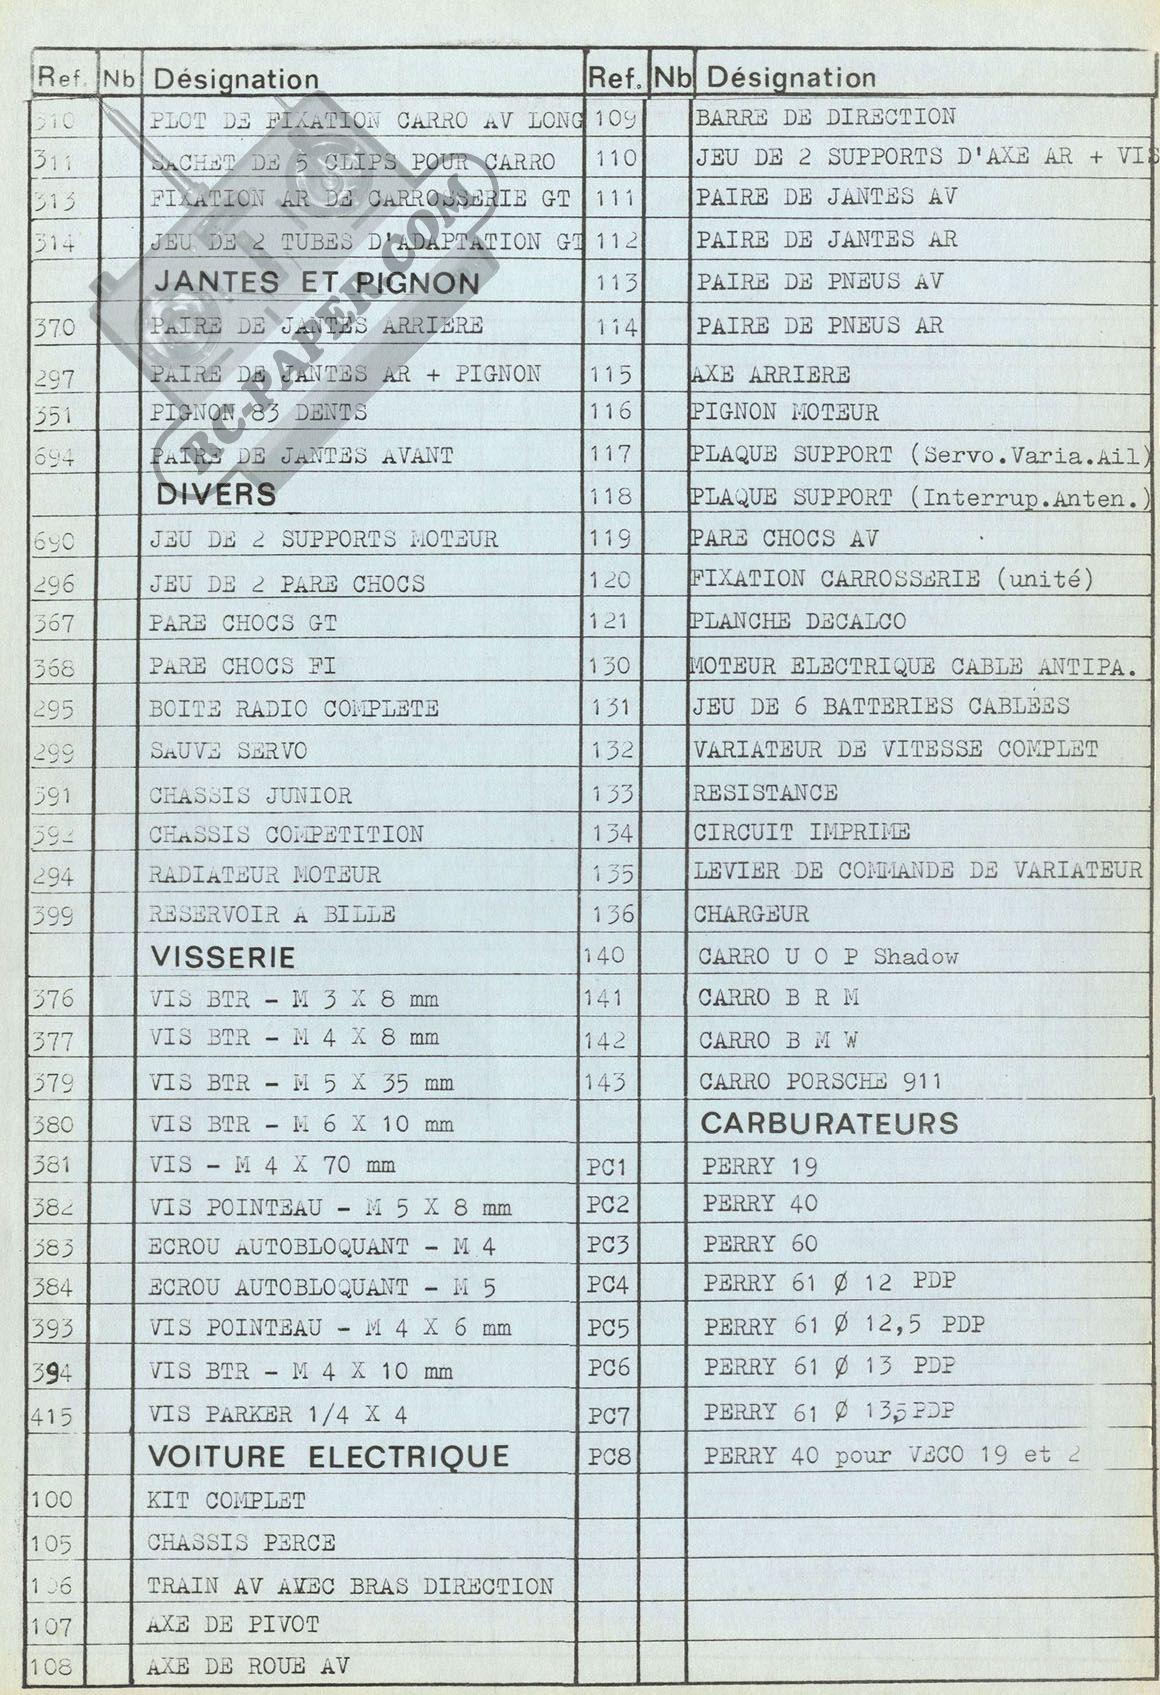 Ref. Nb Désignation
310 PLOT DE FIXATION CARRO AV LONG
311 SACHET DE 5 CLIPS POUR CARRO
313 FIXATION AR DE CARROSSERIE GT
314 JEU DE 2 TUBES D'ADAPTATION GT
JANTES ET PIGNON
370 PAIRE DE JANTES ARRIERE
297 PAIRE DE JANTES AR + PIGNON
351 PIGNON 83 DENTS
694 PAIRE DE JANTES AVANT
DIVERS
690 JEU DE 2 SUPPORTS MOTEUR
296 JEU DE 2 PARE CHOCS
367 PARE CHOCS GT
368 PARE CHOCS FI
295 BOITE RADIO COMPLETE
299 SAUVE SERVO
391 CHASSIS JUNIOR
392 CHASSIS COMPETITION
294 RADIATEUR MOTEUR
399 RESERVOIR A BILLE
VISSERIE
376 VIS BTR - M 3 X 8 mm
377 VIS BTR - M 4 X 8 mm
379 VIS BTR - M 5 X 35 mm
380 VIS BTR - M 6 X 10 mm
381 VIS - M 4 X 70 mm
382 VIS POINTEAU - M 5 X 8 mm
383 ECROU AUTOBLOQUANT - M 4
384 ECROU AUTOBLOQUANT - M 5
393 VIS POINTEAU - M 4 X 6 mm
394 VIS BTR - M 4 X 10 mm
415 VIS PARKER 1/4 X 4
VOITURE ELECTRIQUE
100 KIT COMPLET
105 CHASSIS PERCE
106 TRAIN AV AVEC BRAS DIRECTION
107 AXE DE PIVOT
108 AXE DE ROUE AV
Ref. Nb Désignation
109 BARRE DE DIRECTION
110 JEU DE 2 SUPPORTS D'AXE AR + VIS
111 PAIRE DE JANTES AV
112 PAIRE DE JANTES AR
113 PAIRE DE PNEUS AV
114 PAIRE DE PNEUS AR
115 AXE ARRIERE
116 PIGNON MOTEUR
117 PLAQUE SUPPORT (Servo.Varia.Ail)
118 PLAQUE SUPPORT (Interrup.Anten.)
119 PARE CHOCS AV
120 FIXATION CARROSSERIE (unité)
121 PLANCHE DECALCO
130 MOTEUR ELECTRIQUE CABLE ANTIPA.
131 JEU DE 6 BATTERIES CABLÉES
132 VARIATEUR DE VITESSE COMPLET
133 RESISTANCE
134 CIRCUIT IMPRIME
135 LEVIER DE COMMANDE DE VARIATEUR
136 CHARGEUR
140 CARRO U O P Shadow
141 CARRO B R M
142 CARRO B M W
143 CARRO PORSCHE 911
CARBURATEURS
PC1 PERRY 19
PC2 PERRY 40
PC3 PERRY 60
PC4 PERRY 61 Ø 12 PDP
PC5 PERRY 61 Ø 12,5 PDP
PC6 PERRY 61 Ø 13 PDP
PC7 PERRY 61 Ø 13,5 PDP
PC8 PERRY 40 pour VECO 19 et 2
RC-PAPER.COM